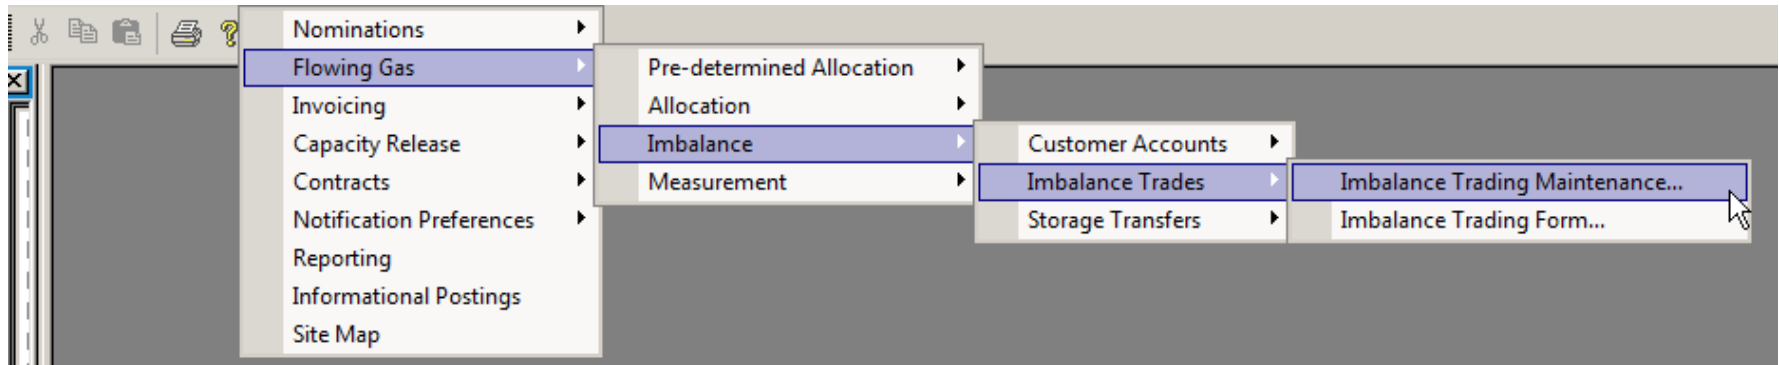 Nominations
Flowing Gas
Invoicing
Capacity Release
Contracts
Notification Preferences
Reporting
Informational Postings
Site Map
Pre-determined Allocation
Allocation
Imbalance
Measurement
Customer Accounts
Imbalance Trades
Storage Transfers
Imbalance Trading Maintenance...
Imbalance Trading Form...